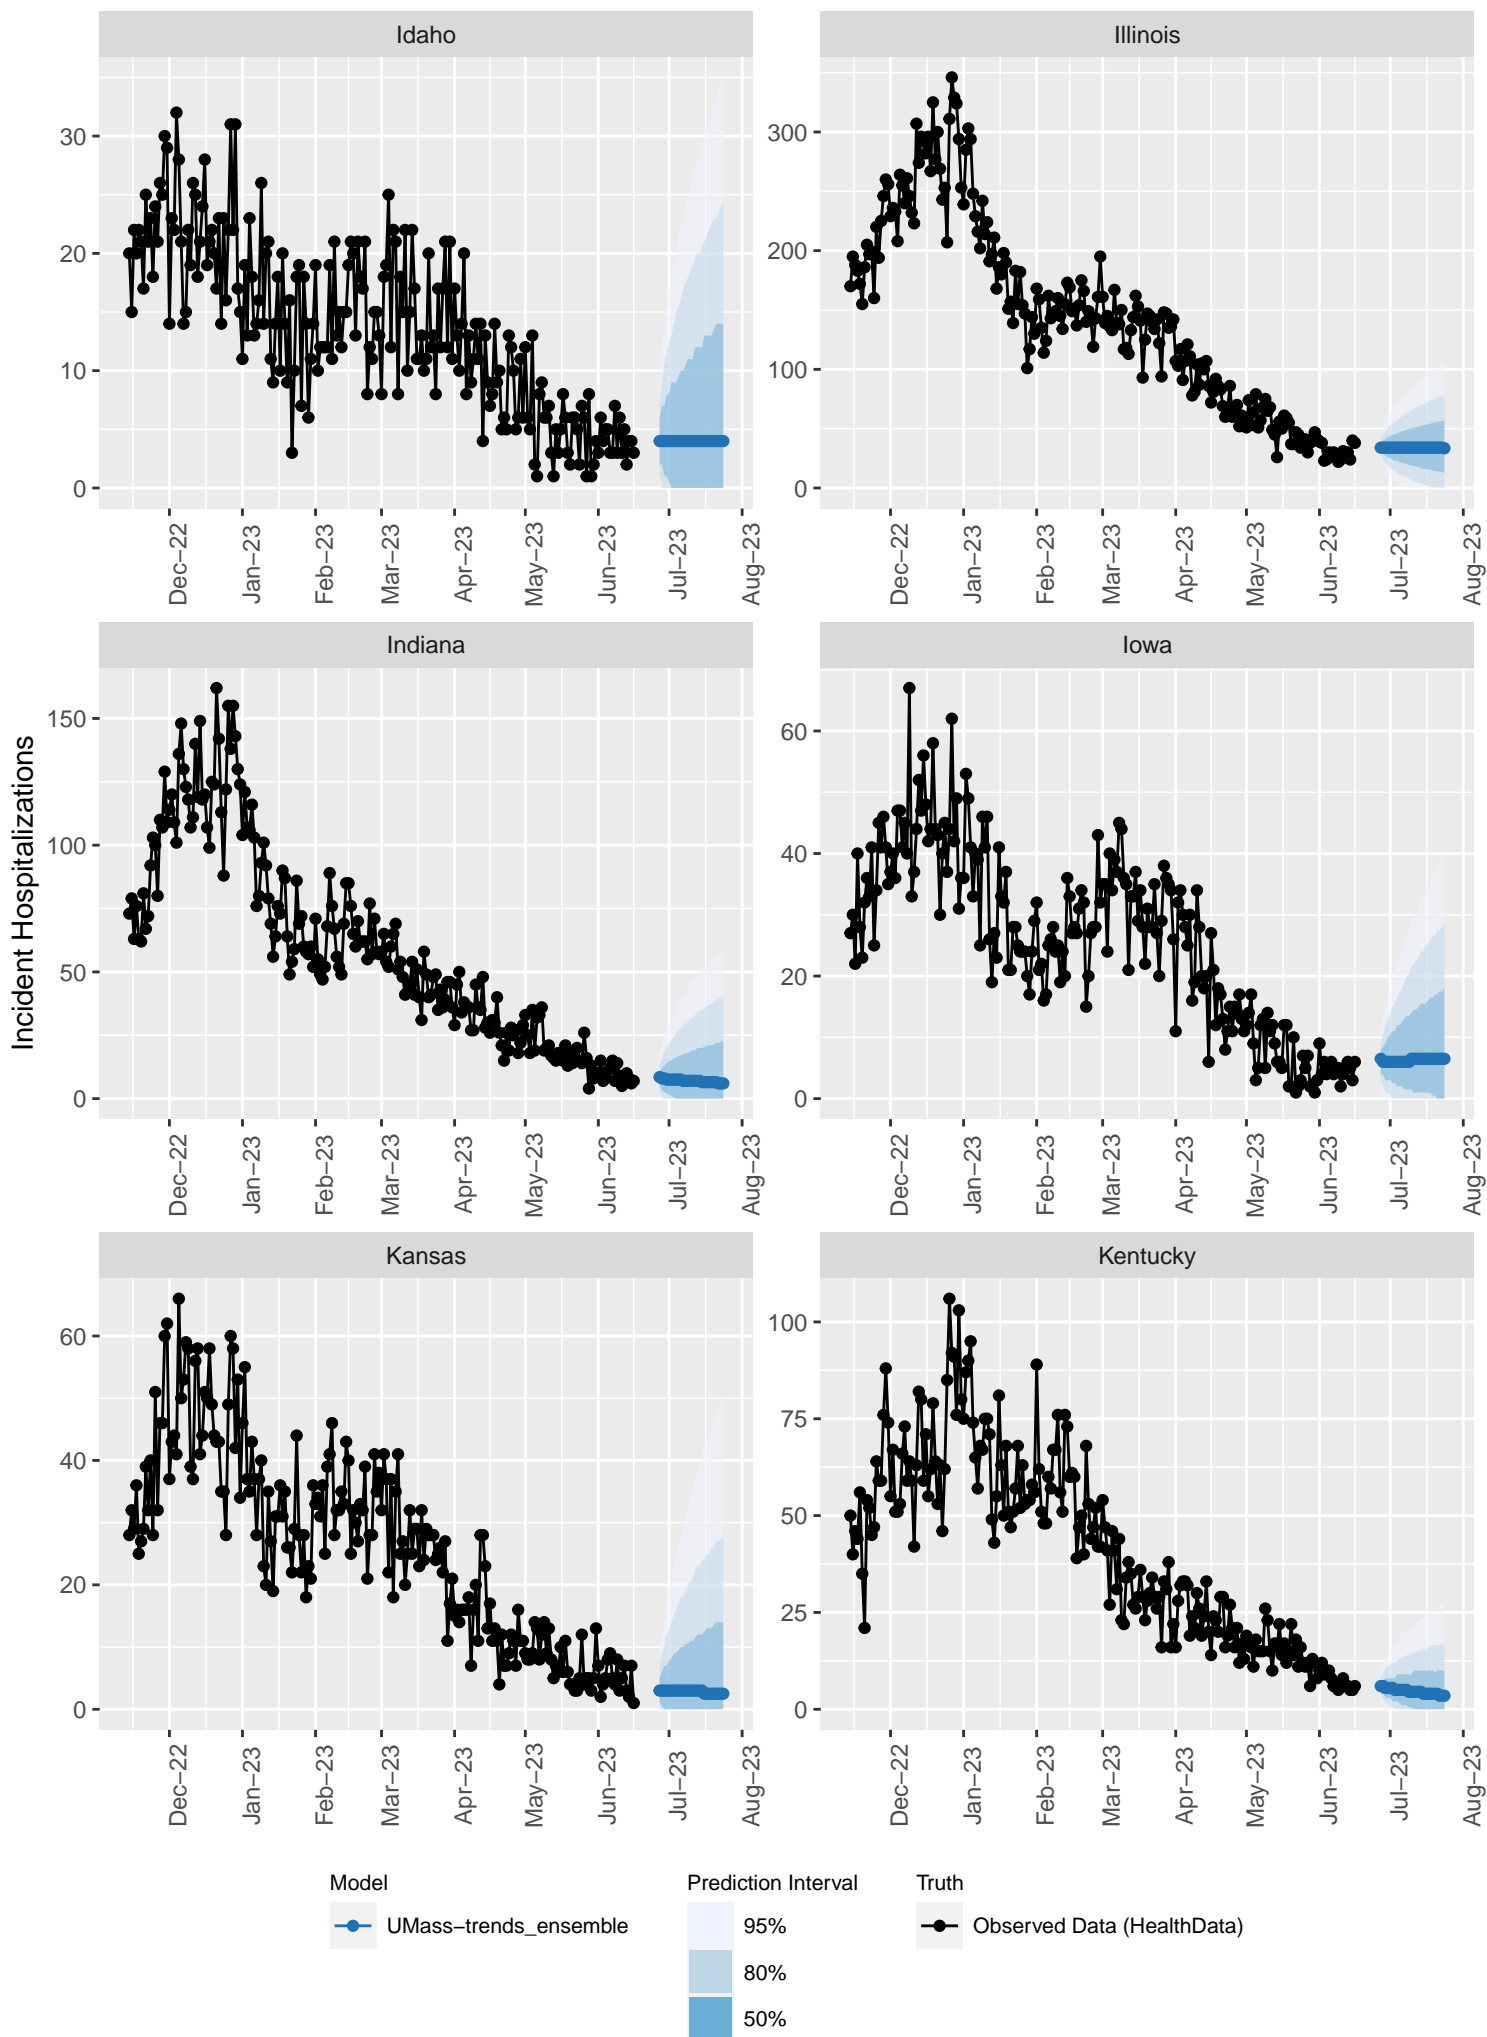 Idaho
Illinois
30
20
10
0
300
200
100
0
Dec−22
Jan−23
Feb−23
Mar−23
Apr−23
May−23
Jun−23
Jul−23
Aug−23
Dec−22
Jan−23
Feb−23
Mar−23
Apr−23
May−23
Jun−23
Jul−23
Aug−23
Indiana
Iowa
Incident Hospitalizations
150
100
50
0
60
40
20
0
Dec−22
Jan−23
Feb−23
Mar−23
Apr−23
May−23
Jun−23
Jul−23
Aug−23
Dec−22
Jan−23
Feb−23
Mar−23
Apr−23
May−23
Jun−23
Jul−23
Aug−23
Kansas
Kentucky
60
40
20
0
100
75
50
25
0
Dec−22
Jan−23
Feb−23
Mar−23
Apr−23
May−23
Jun−23
Jul−23
Aug−23
Dec−22
Jan−23
Feb−23
Mar−23
Apr−23
May−23
Jun−23
Jul−23
Aug−23
Model
UMass−trends_ensemble
Prediction Interval
95%
80%
50%
Truth
Observed Data (HealthData)